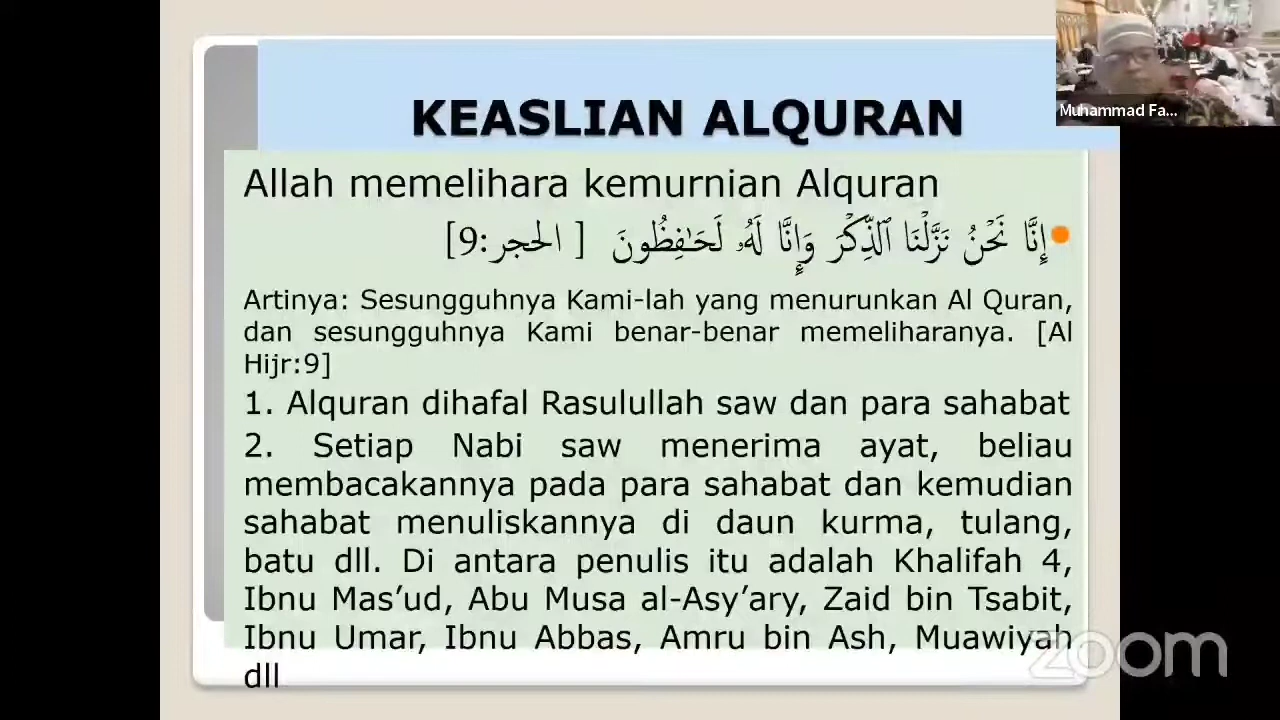 KEASLIAN ALQURAN
Muhammad Fa...
Allah memelihara kemurnian Alquran
إِنَّا نَحْنُ نَزَّلْنَا ٱلذِّكْرَ وَإِنَّا لَهُۥ لَحَـٰفِظُونَ [ الحجر:9]
Artinya: Sesungguhnya Kami-lah yang menurunkan Al Quran,
dan sesungguhnya Kami benar-benar memeliharanya. [Al
Hijr:9]
1. Alquran dihafal Rasulullah saw dan para sahabat
2. Setiap Nabi saw menerima ayat, beliau
membacakannya pada para sahabat dan kemudian
sahabat menuliskannya di daun kurma, tulang,
batu dll. Di antara penulis itu adalah Khalifah 4,
Ibnu Mas’ud, Abu Musa al-Asy’ary, Zaid bin Tsabit,
Ibnu Umar, Ibnu Abbas, Amru bin Ash, Muawiyah
dll
zoom